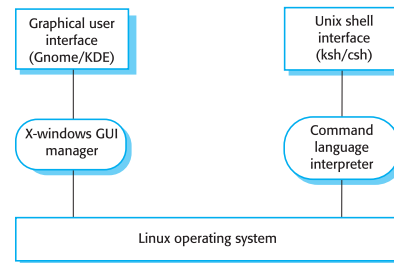 Graphical user
interface
(Gnome/KDE)
Unix shell
interface
(ksh/csh)
X-windows GUI
manager
Command
language
interpreter
Linux operating system